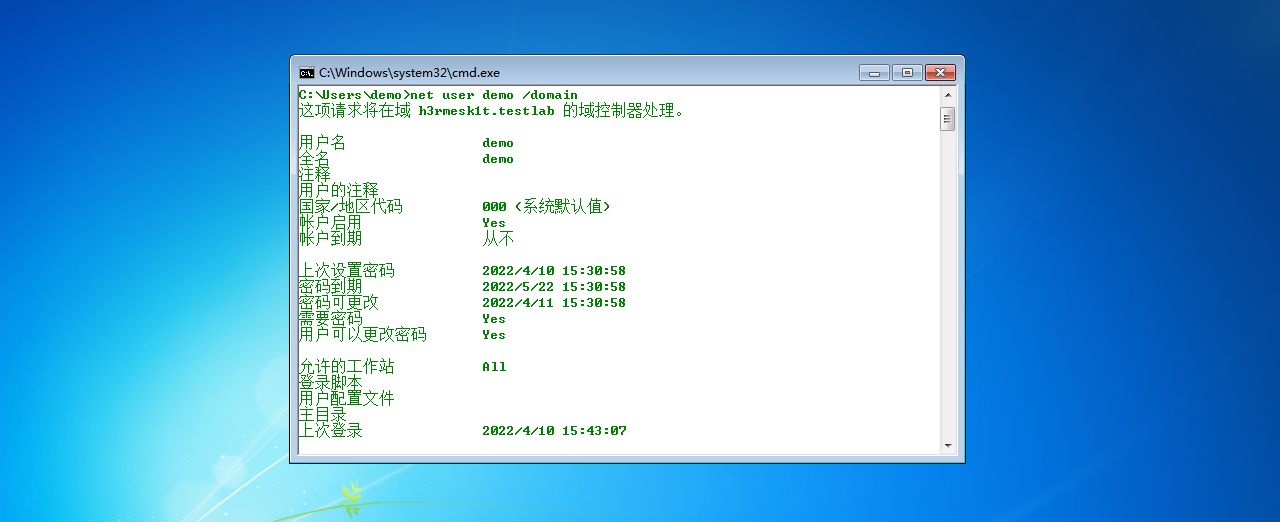 C:\Windows\system32\cmd.exe
C:\Users\demo>net user demo /domain
这项请求将在域 h3rmesk1t.testlab 的域控制器处理。
用户名 demo
全名 demo
注释
用户的注释
国家/地区代码 000 (系统默认值)
帐户启用 Yes
帐户到期 从不
上次设置密码 2022/4/10 15:30:58
密码到期 2022/5/22 15:30:58
密码可更改 2022/4/11 15:30:58
需要密码 Yes
用户可以更改密码 Yes
允许的工作站 All
登录脚本
用户配置文件
主目录
上次登录 2022/4/10 15:43:07